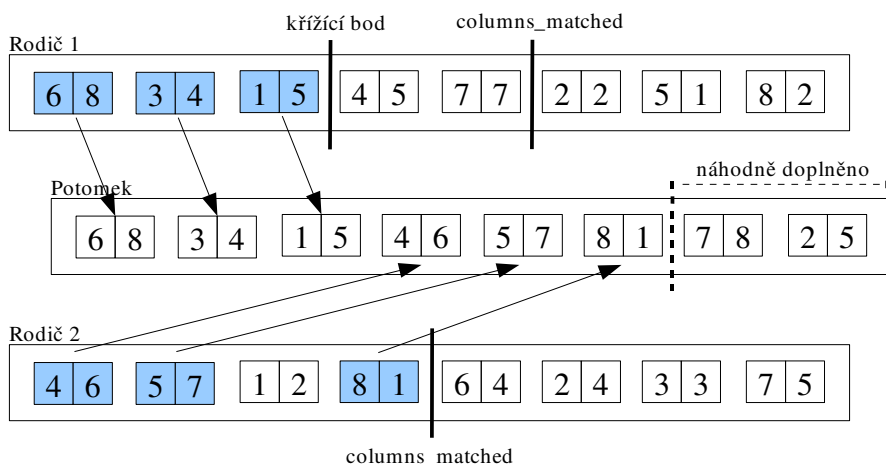 křížící bod columns_matched
Rodič 1
6 8 3 4 1 5 4 5 7 7 2 2 5 1 8 2
náhodně doplněno
Potomek
6 8 3 4 1 5 4 6 5 7 8 1 7 8 2 5
Rodič 2
4 6 5 7 1 2 8 1 6 4 2 4 3 3 7 5
columns_matched